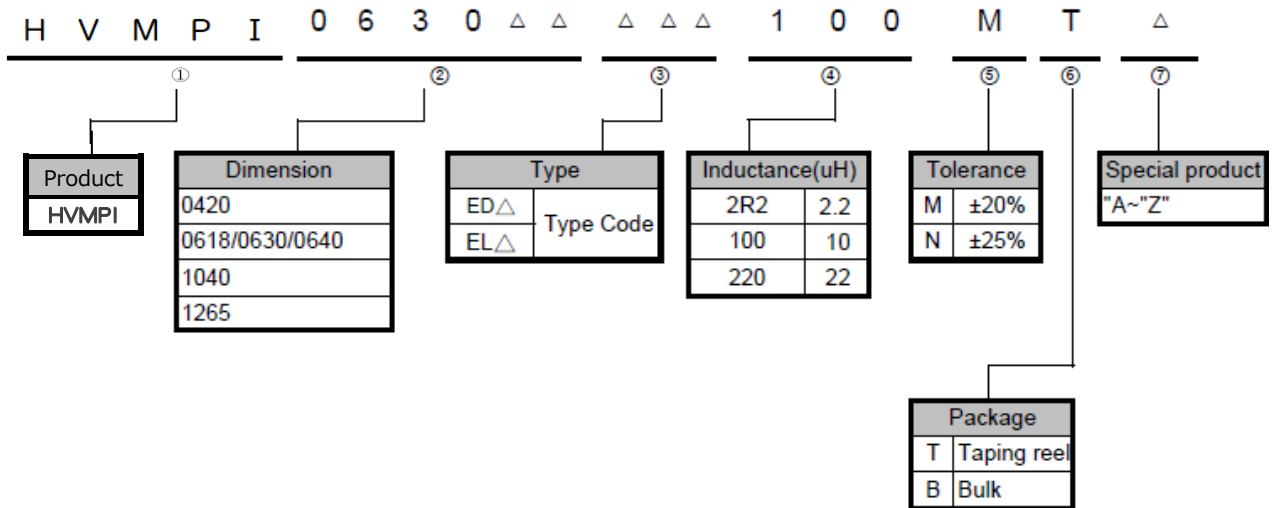 H V M P I 0 6 3 0 △ △ △ △ △ 1 0 0 M T △
① ② ③ ④ ⑤ ⑥ ⑦
Product
HVMPI
Dimension
0420
0618/0630/0640
1040
1265
Type
ED△ Type Code
EL△
Inductance(uH)
2R2 2.2
100 10
220 22
Tolerance
M ±20%
N ±25%
Special product
"A~"Z"
Package
T Taping reel
B Bulk